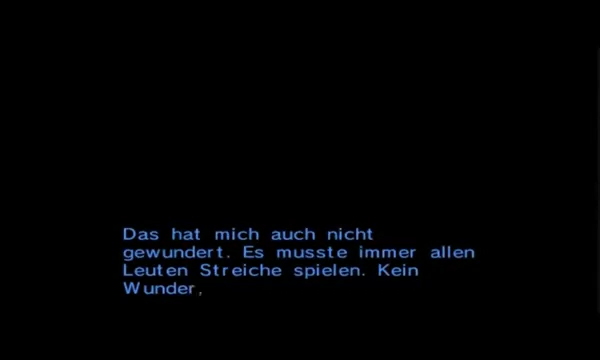 Das hat mich auch nicht
gewundert. Es musste immer allen
Leuten Streiche spielen. Kein
Wunder,